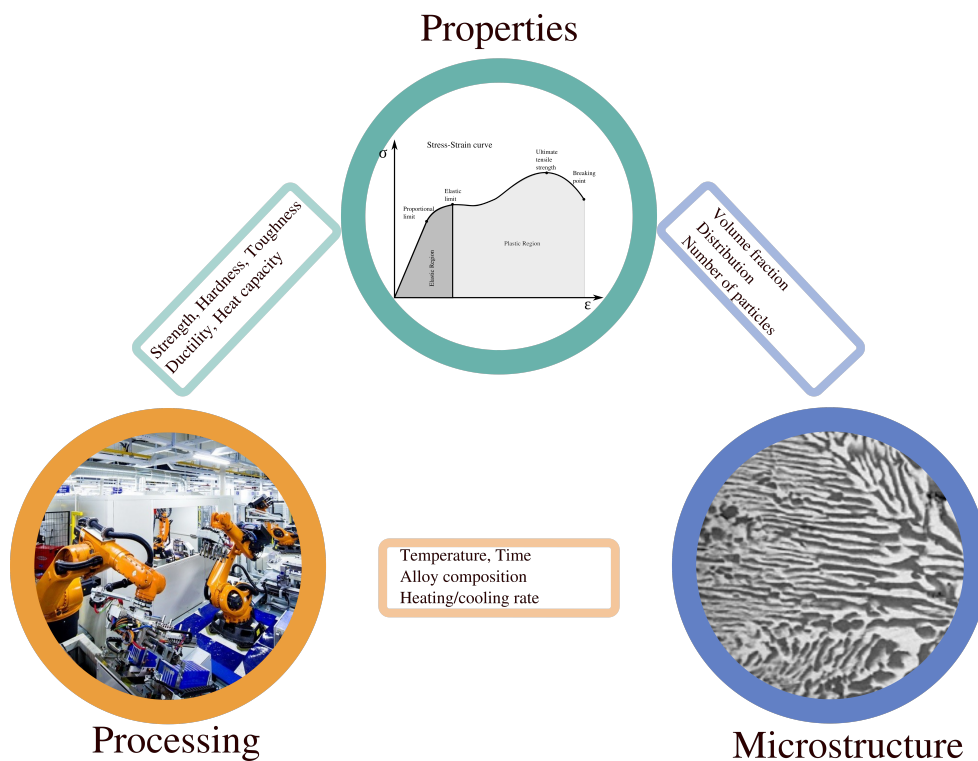 Properties
Stress-Strain curve
σ
Ultimate
tensile
strength
Breaking
point
Elastic
limit
Proportional
limit
Elastic Region
Plastic Region
ε
Strength, Hardness, Toughness
Ductility, Heat capacity
Volume fraction
Distribution
Number of particles
Temperature, Time
Alloy composition
Heating/cooling rate
Processing
Microstructure